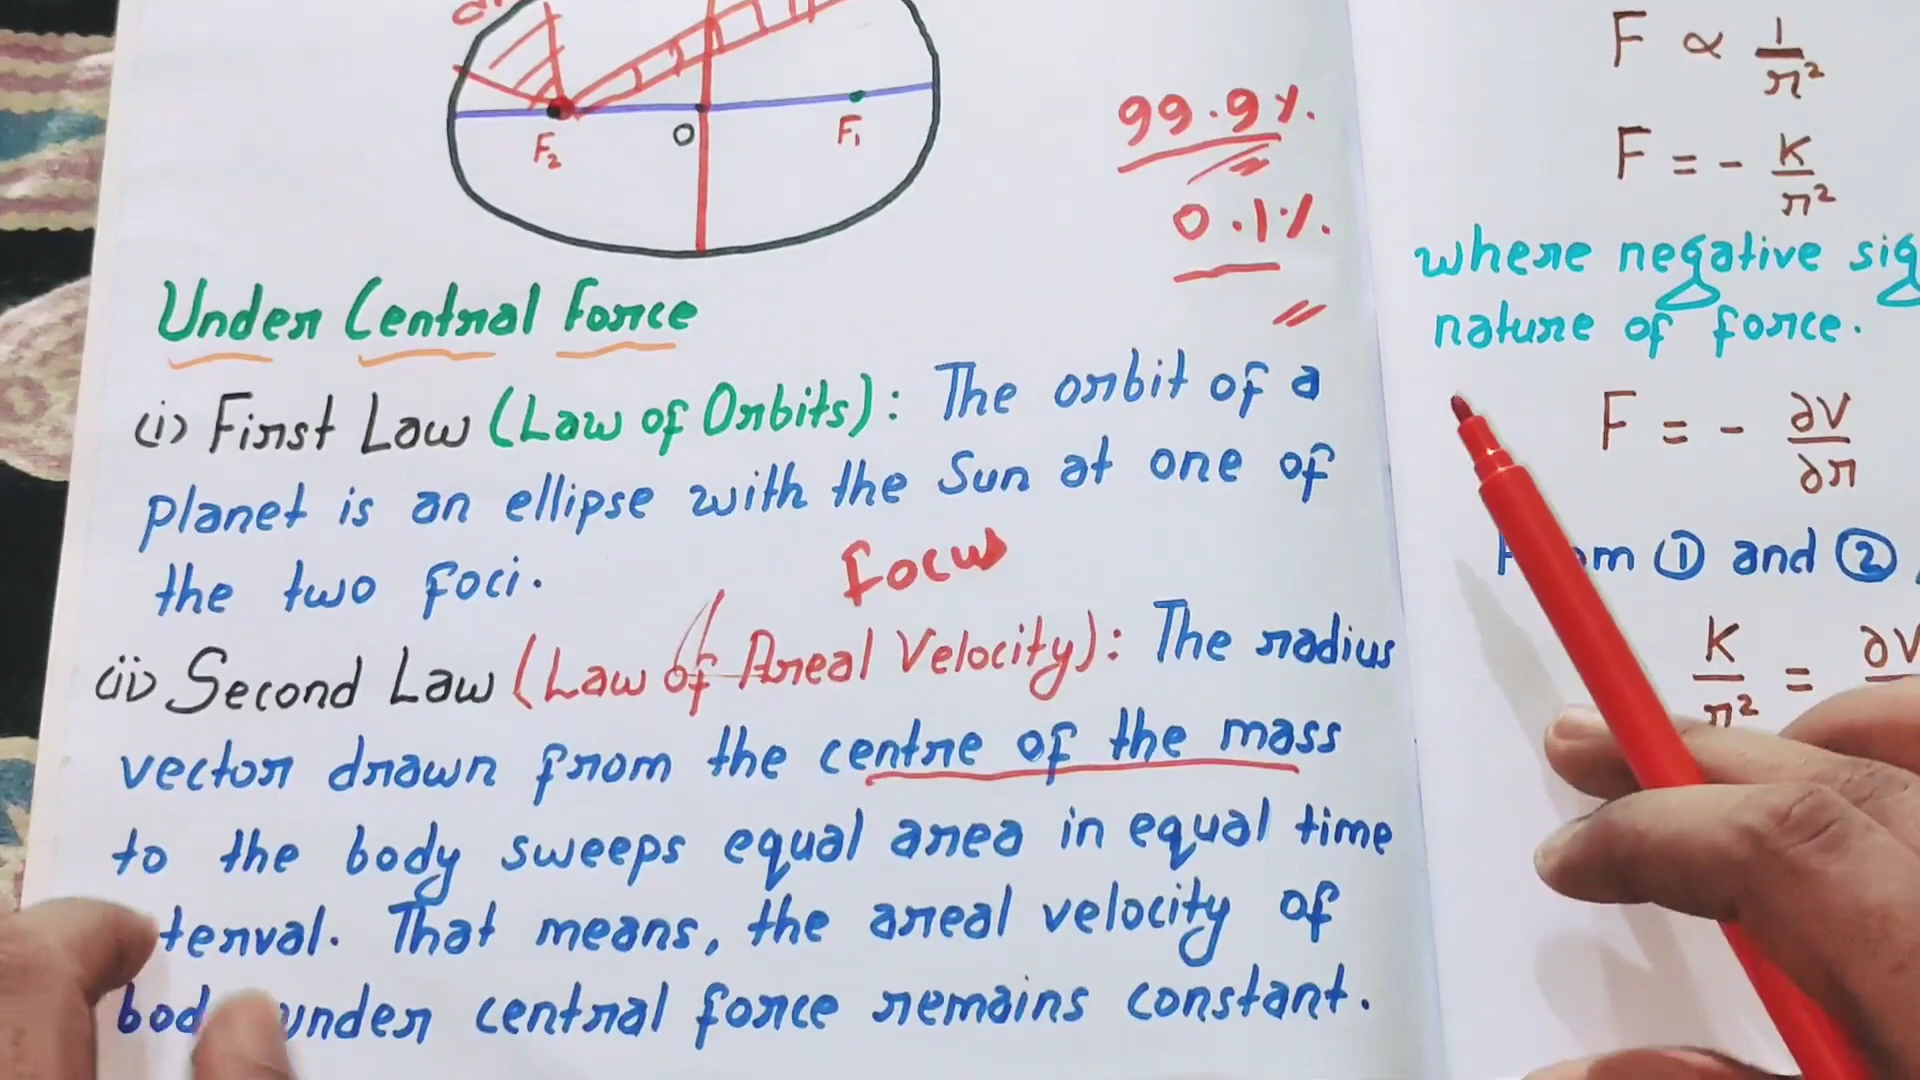 F₂
O
F₁
99.9%.
0.1%.
Under Central Force
(i) First Law (Law of Orbits): The orbit of a
planet is an ellipse with the Sun at one of
the two foci.
focus
(ii) Second Law (Law of Areal Velocity): The radius
vector drawn from the centre of the mass
to the body sweeps equal area in equal time
terval. That means, the areal velocity of
bod under central force remains constant.
F ∝ 1/r²
F = - K/r²
where negative sig
nature of force.
F = - ∂V/∂r
m ① and ②
K/r² = ∂V